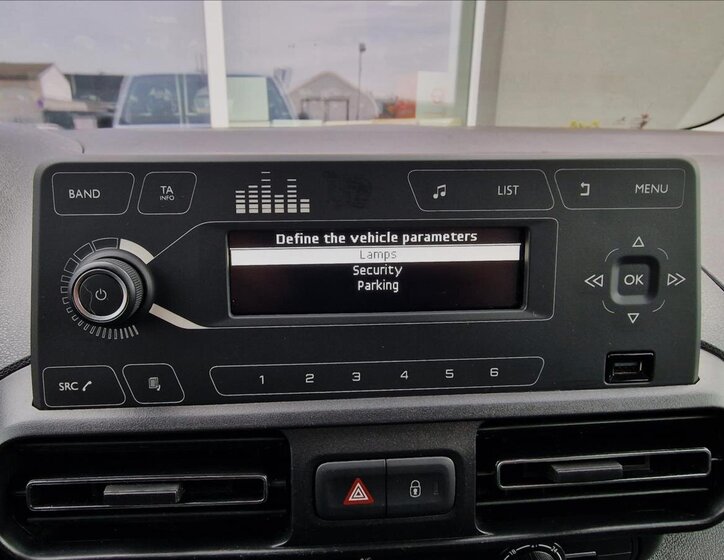 BAND
TA
INFO
LIST
MENU
Define the vehicle parameters
Lamps
Security
Parking
OK
SRC
1 2 3 4 5 6